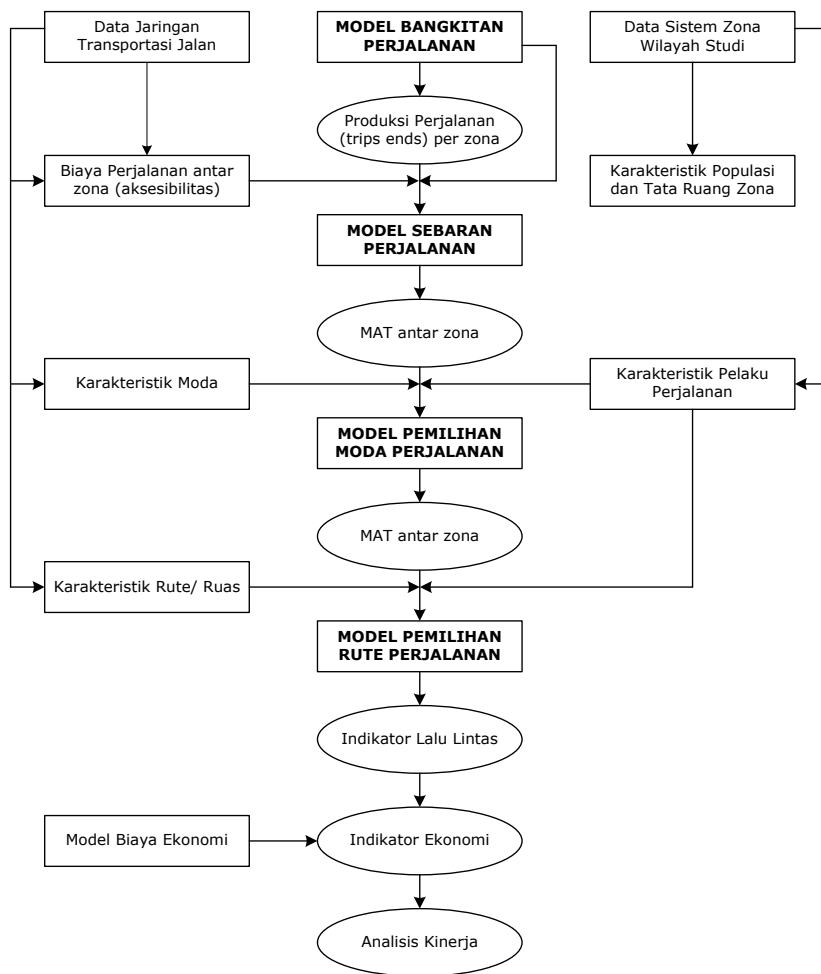 Data Jaringan
Transportasi Jalan
MODEL BANGKITAN
PERJALANAN
Data Sistem Zona
Wilayah Studi
Produksi Perjalanan
(trips ends) per zona
Biaya Perjalanan antar
zona (aksesibilitas)
Karakteristik Populasi
dan Tata Ruang Zona
MODEL SEBARAN
PERJALANAN
MAT antar zona
Karakteristik Moda
Karakteristik Pelaku
Perjalanan
MODEL PEMILIHAN
MODA PERJALANAN
MAT antar zona
Karakteristik Rute/ Ruas
MODEL PEMILIHAN
RUTE PERJALANAN
Indikator Lalu Lintas
Model Biaya Ekonomi
Indikator Ekonomi
Analisis Kinerja